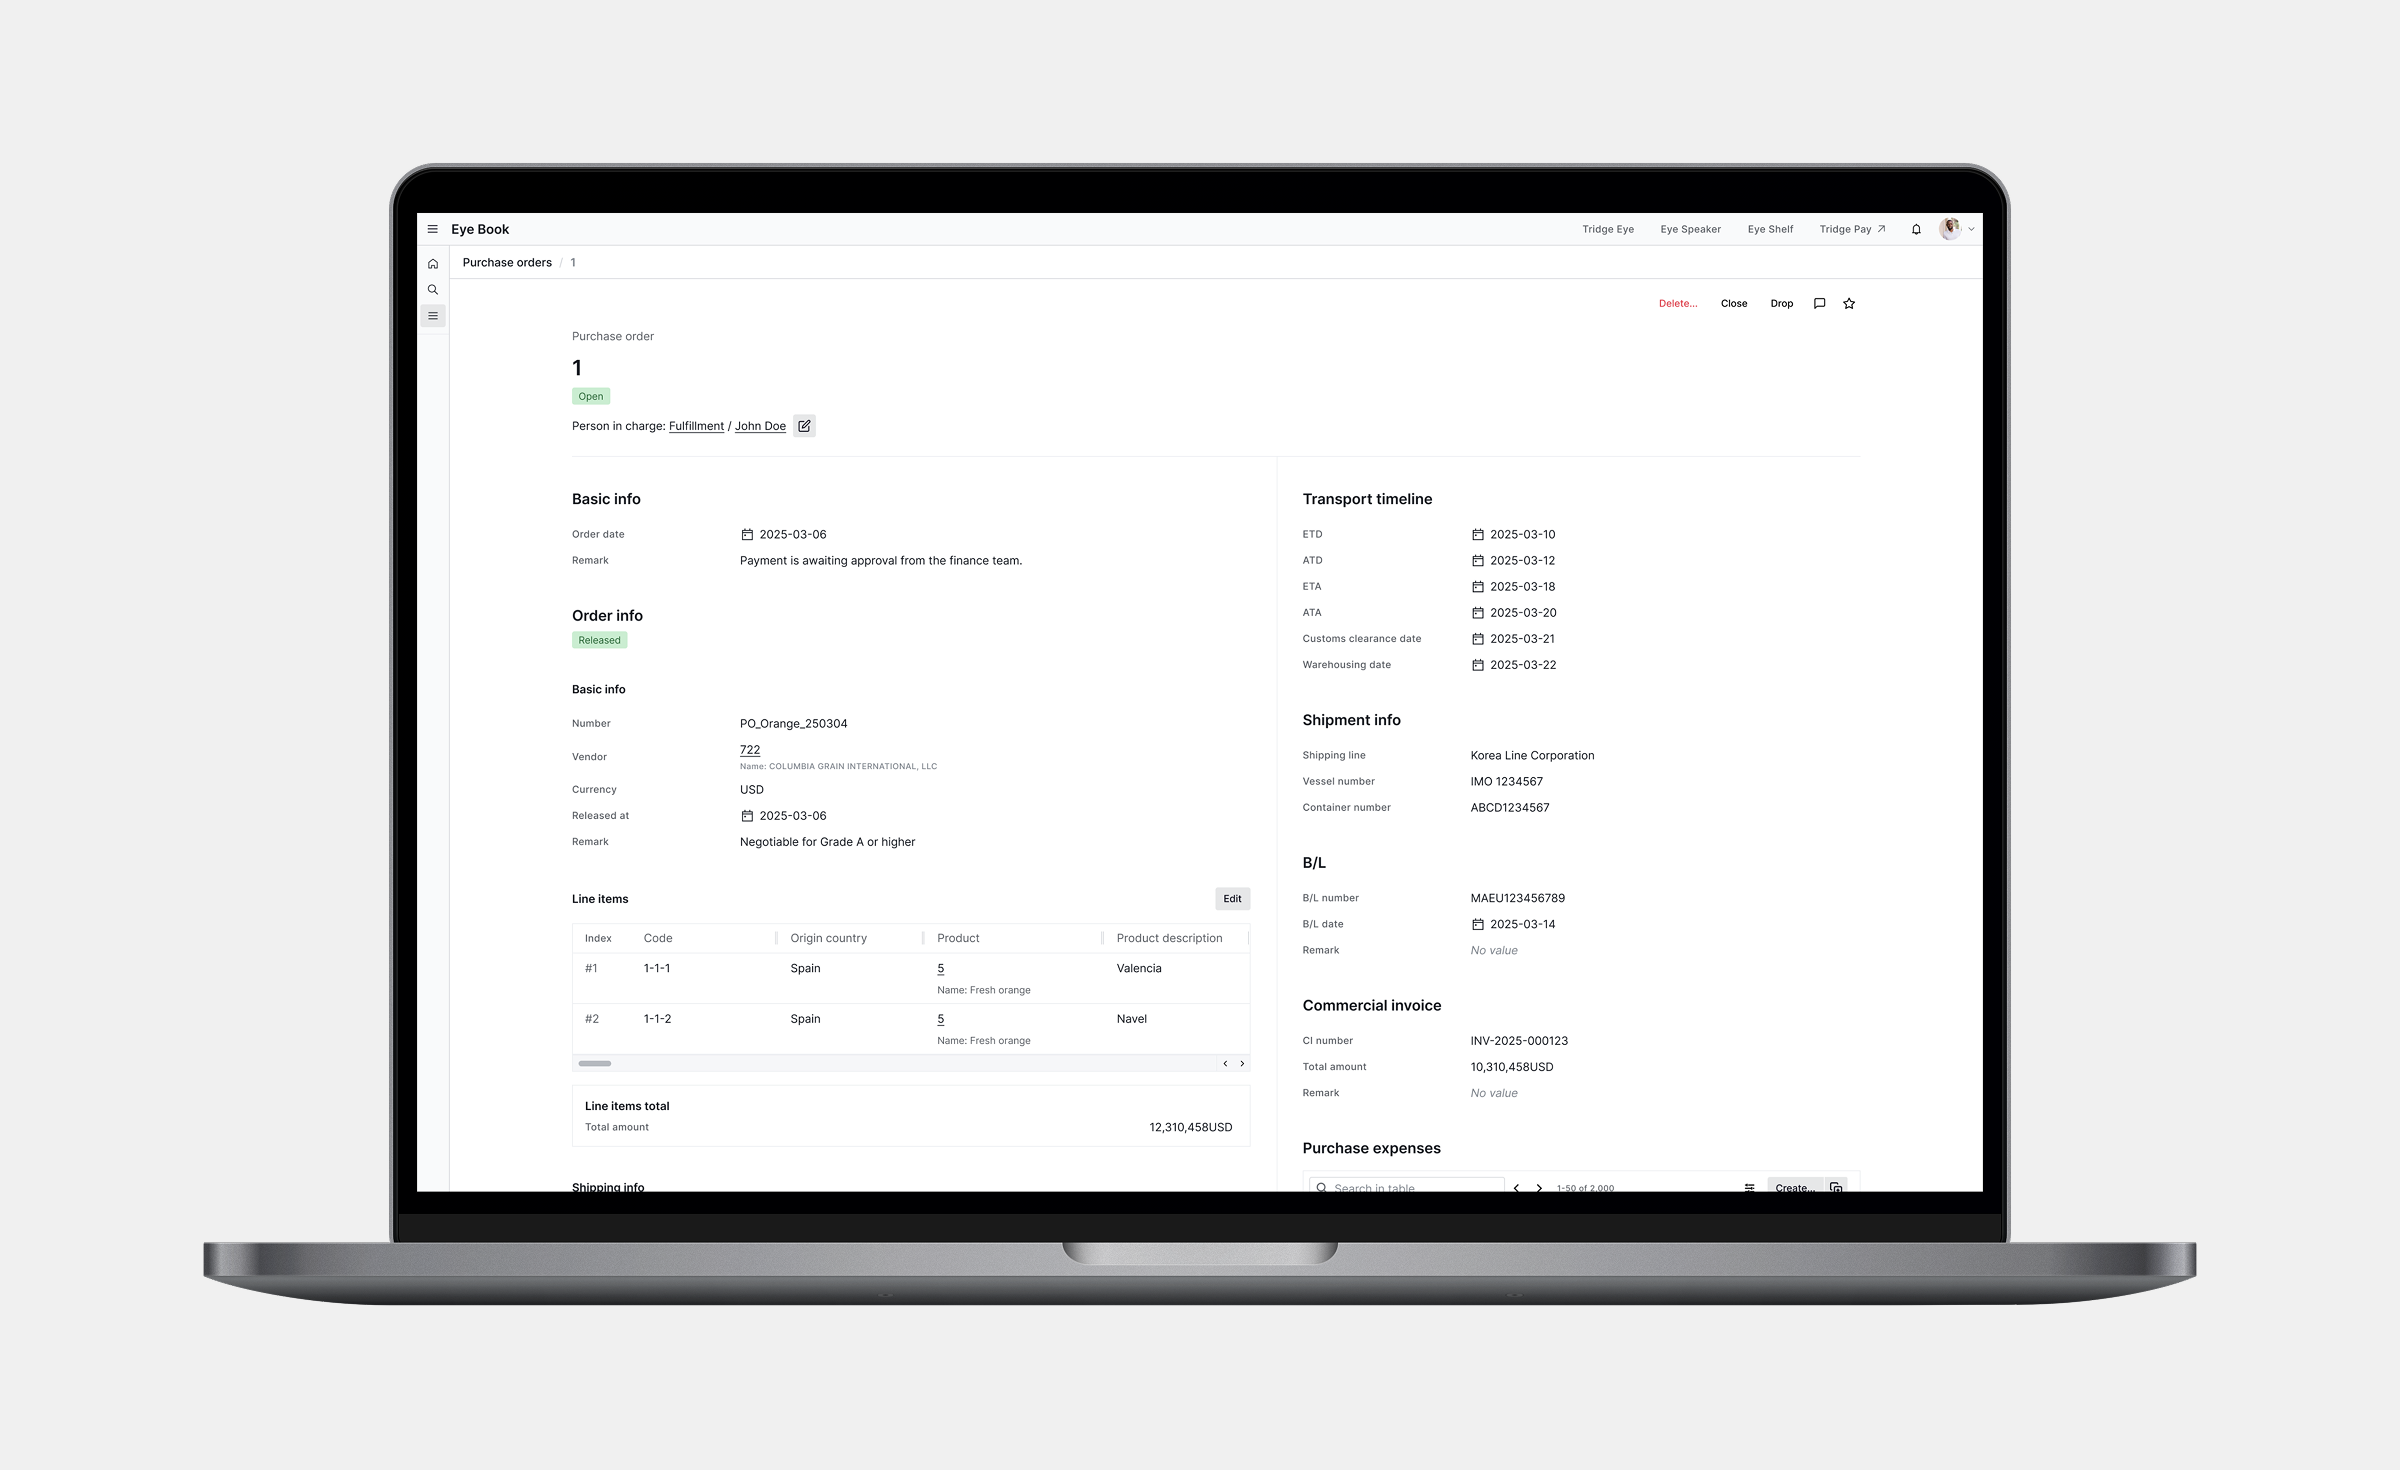 Eye Book
Tridge Eye
Eye Speaker
Eye Shelf
Tridge Pay
Purchase orders / 1
Delete...
Close
Drop
Purchase order
1
Open
Person in charge: Fulfillment / John Doe
Basic info
Order date 2025-03-06
Remark Payment is awaiting approval from the finance team.
Order info
Released
Basic info
Number PO_Orange_250304
Vendor 722
Name: COLUMBIA GRAIN INTERNATIONAL, LLC
Currency USD
Released at 2025-03-06
Remark Negotiable for Grade A or higher
Line items
Edit
Index Code Origin country Product Product description
#1 1-1-1 Spain 5 Valencia
Name: Fresh orange
#2 1-1-2 Spain 5 Navel
Name: Fresh orange
Line items total
Total amount 12,310,458USD
Shipping info
Transport timeline
ETD 2025-03-10
ATD 2025-03-12
ETA 2025-03-18
ATA 2025-03-20
Customs clearance date 2025-03-21
Warehousing date 2025-03-22
Shipment info
Shipping line Korea Line Corporation
Vessel number IMO 1234567
Container number ABCD1234567
B/L
B/L number MAEU123456789
B/L date 2025-03-14
Remark No value
Commercial invoice
CI number INV-2025-000123
Total amount 10,310,458USD
Remark No value
Purchase expenses
Search in table
1-50 of 2,000
Create...